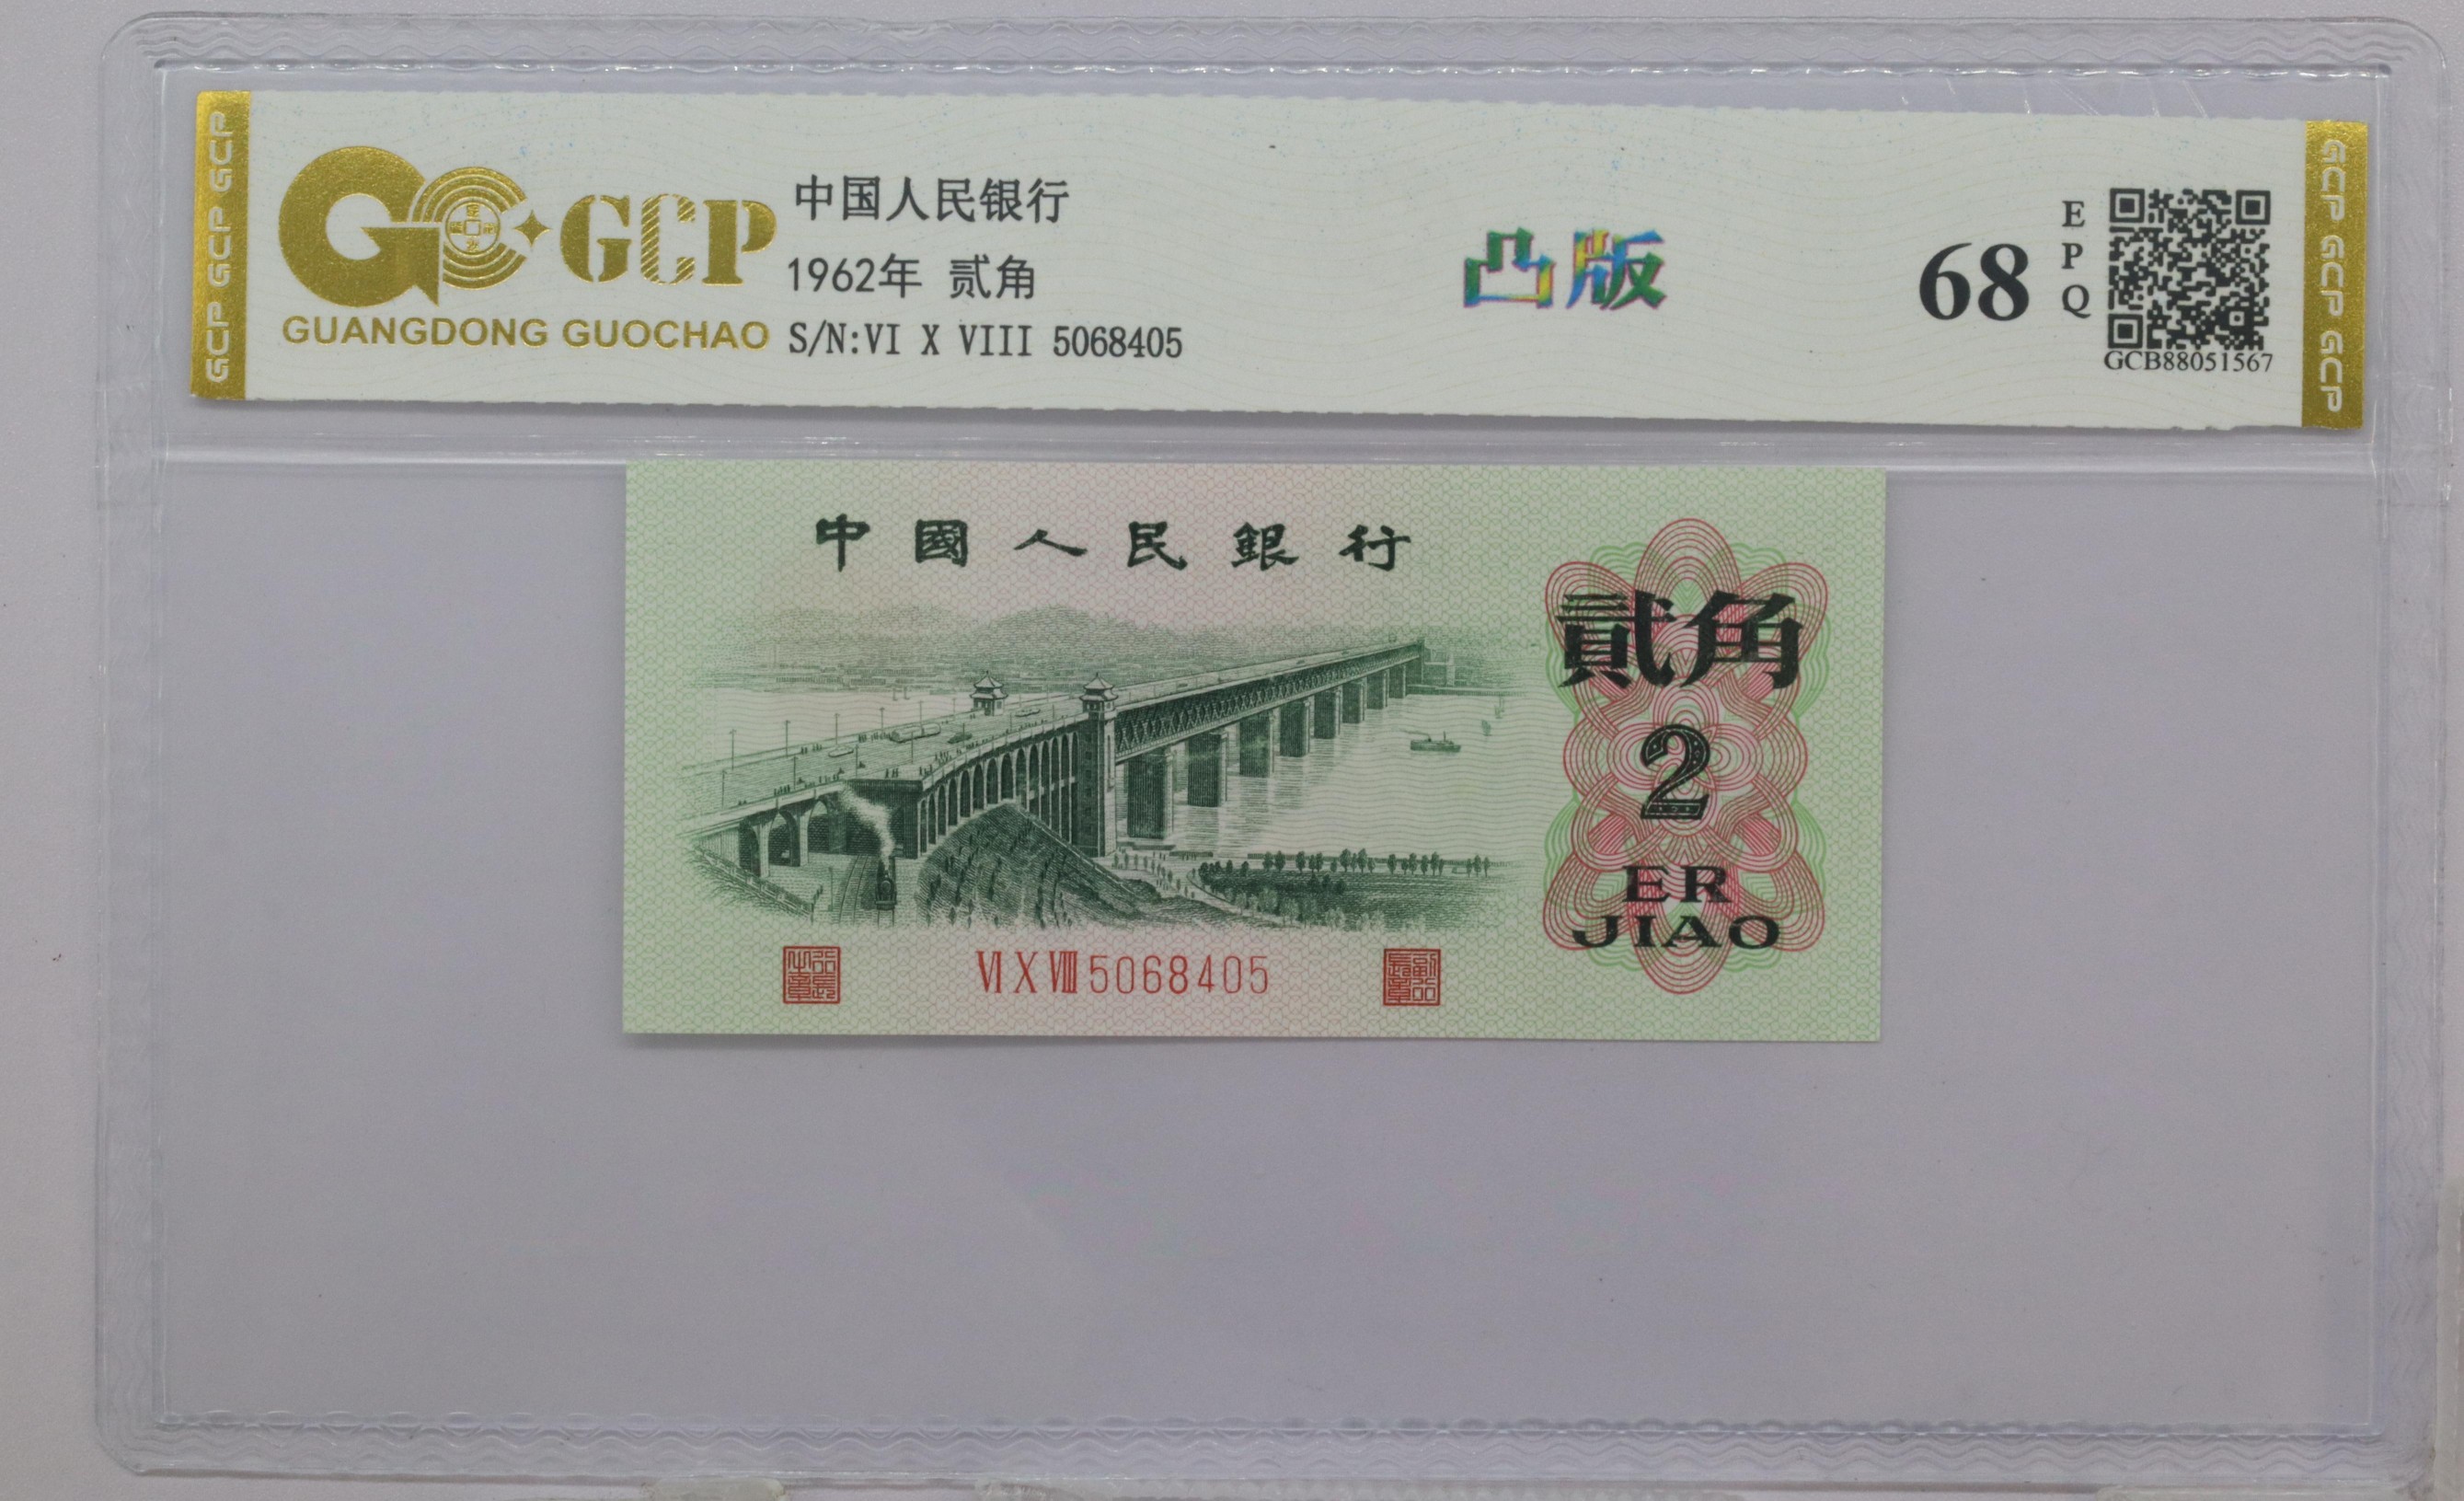 GCP GCP GCP
GCP
GUANGDONG GUOCHAO
中国人民银行
1962年 贰角
S/N:VI X VIII 5068405
凸版
68
E
P
Q
GCB88051567
GCP GCP GCP
中國人民銀行
貳角
2
ER
JIAO
VI X VIII 5068405